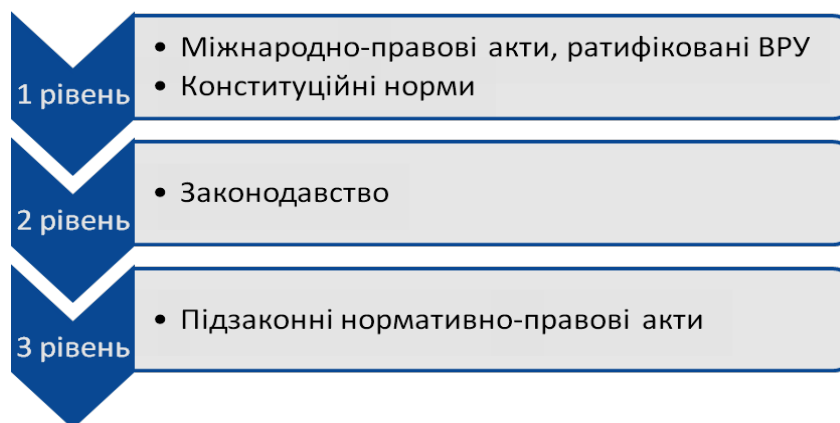 1 рівень
• Міжнародно-правові акти, ратифіковані ВРУ
• Конституційні норми
2 рівень
• Законодавство
3 рівень
• Підзаконні нормативно-правові акти